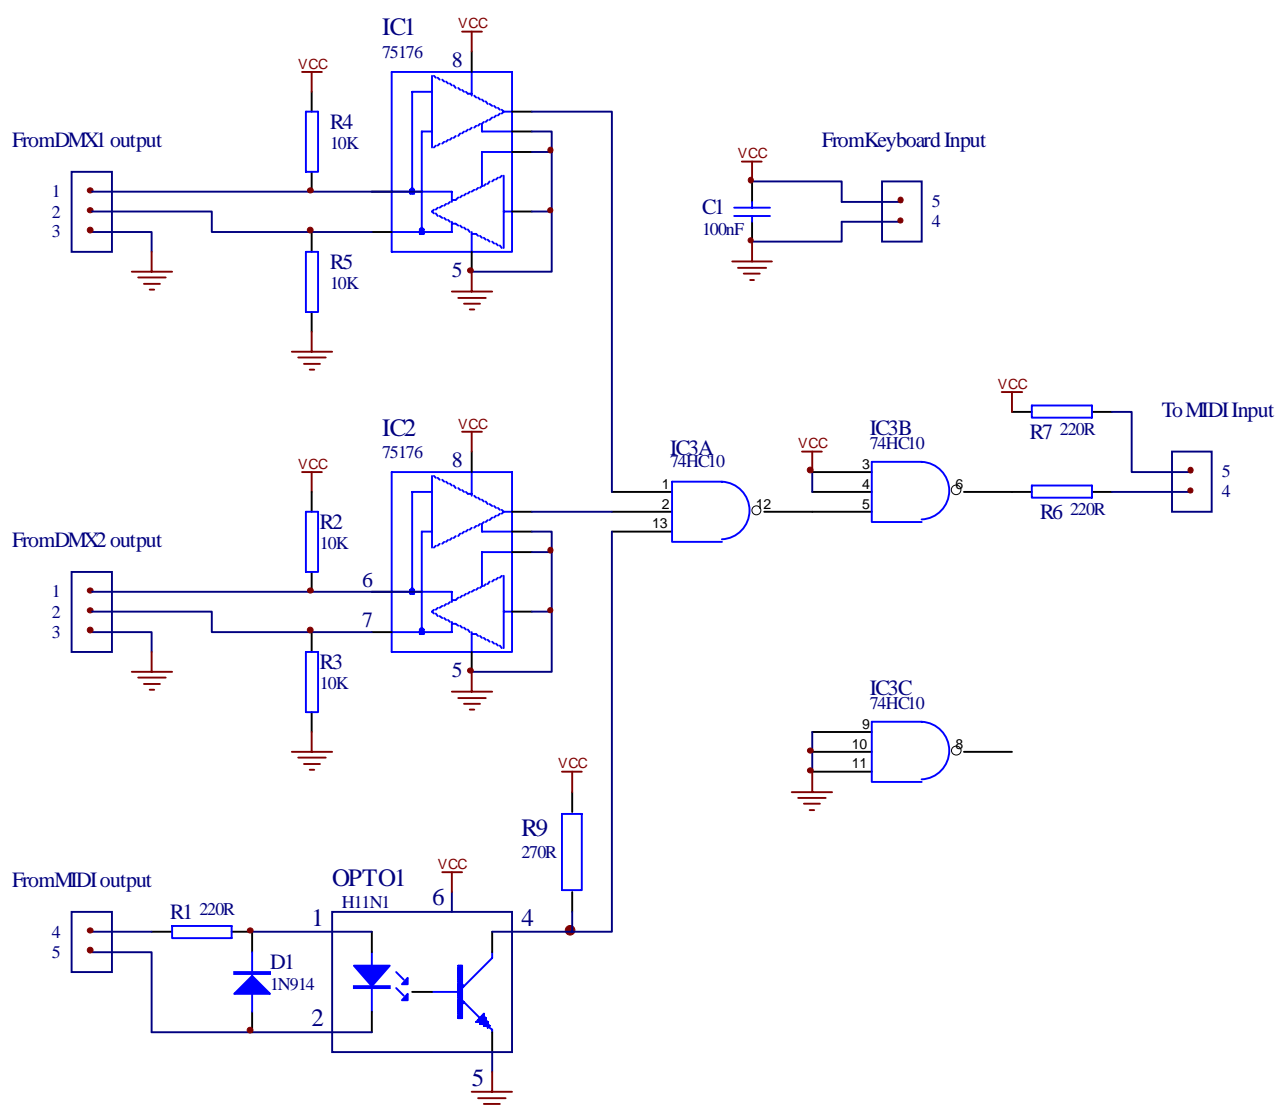 IC1
75176
VCC
8
VCC
R4
10K
FromDMX1 output
1
2
3
R5
10K
5
FromKeyboard Input
VCC
C1
100nF
5
4
IC2
75176
VCC
8
VCC
R2
10K
FromDMX2 output
1
2
3
6
7
R3
10K
5
IC3A
74HC10
1
2
13
12
IC3B
74HC10
VCC
3
4
5
6
VCC
R7 220R
R6 220R
To MIDI Input
5
4
IC3C
74HC10
9
10
11
8
VCC
R9
270R
FromMIDI output
4
5
R1 220R
D1
1N914
OPTO1
H11N1
VCC
6
1
2
4
5